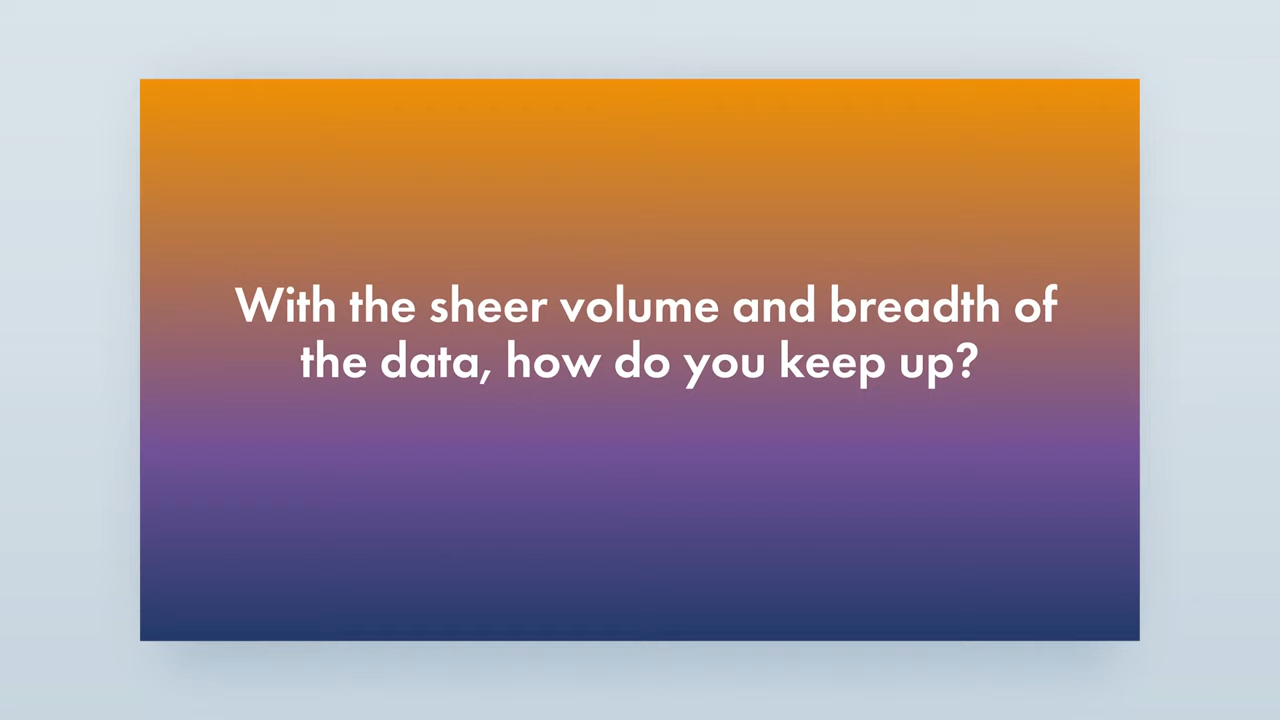 With the sheer volume and breadth of
the data, how do you keep up?